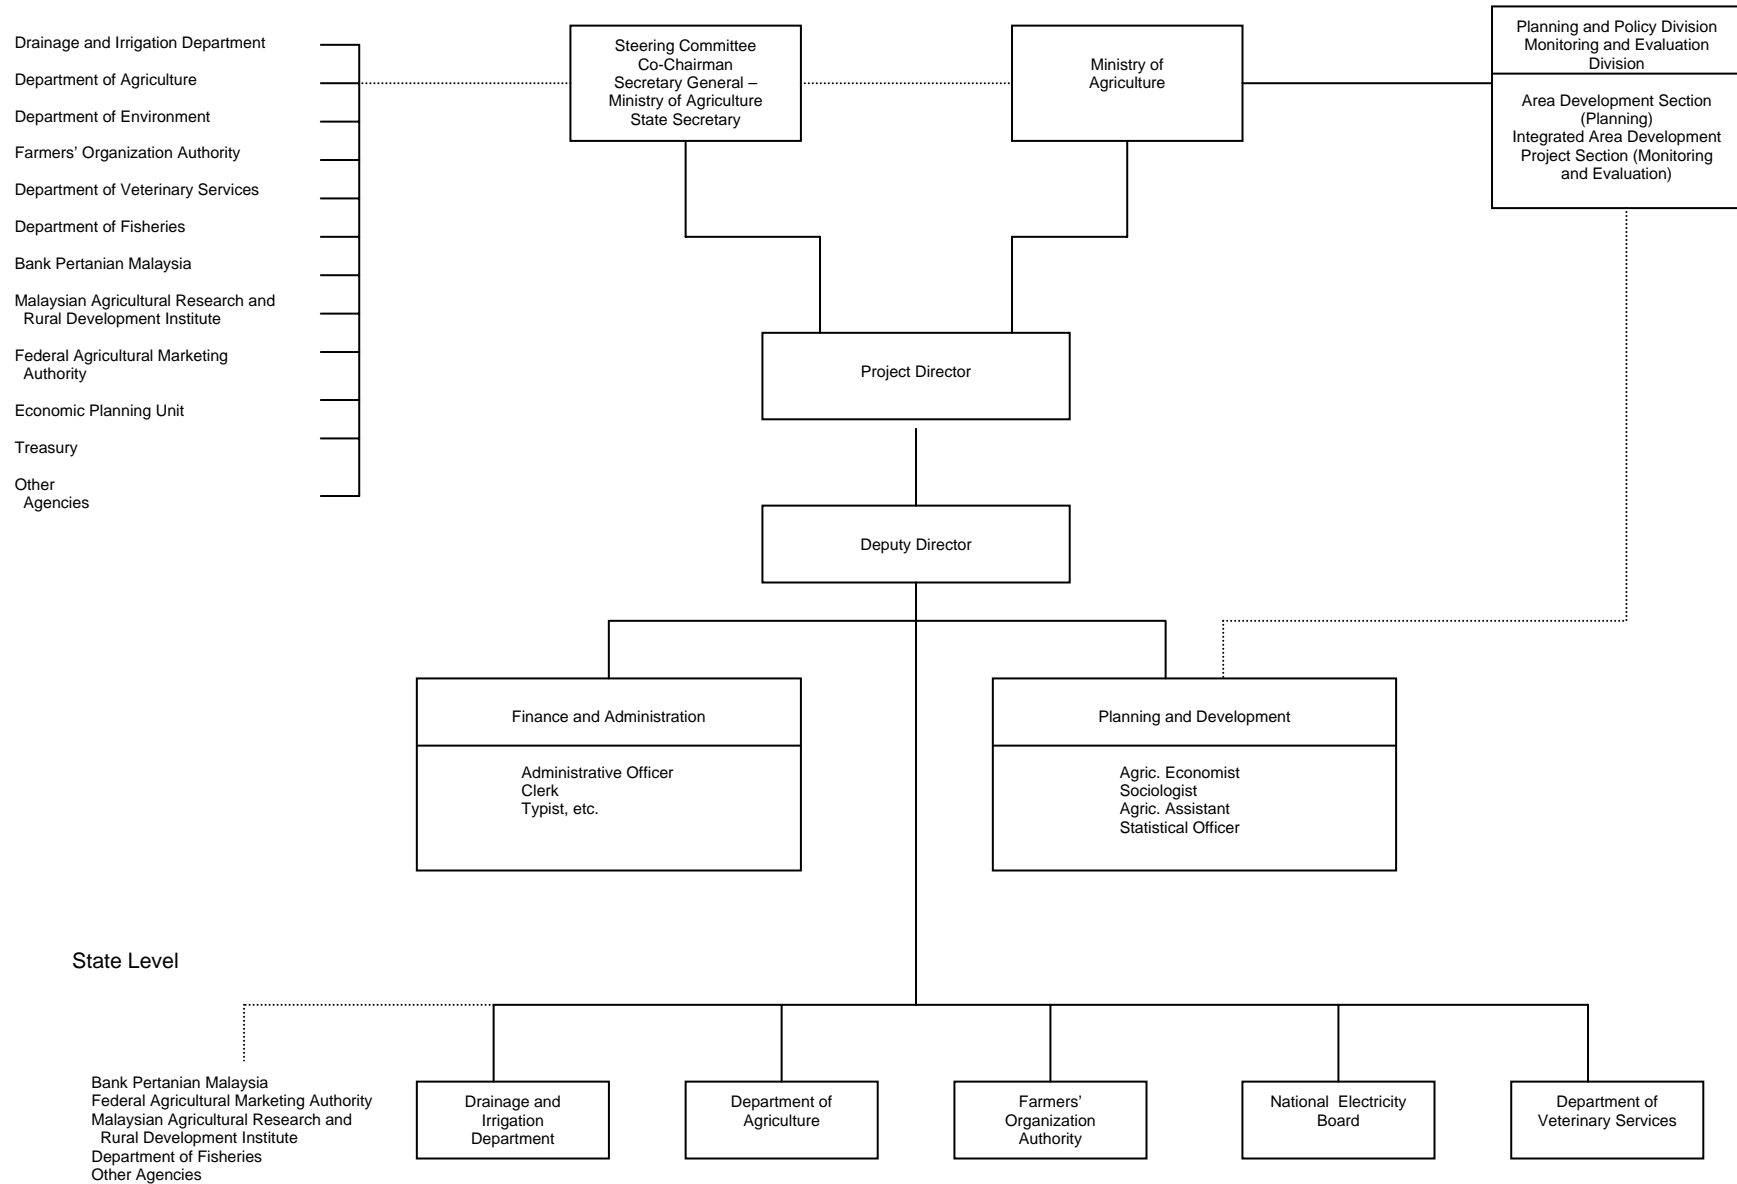 Drainage and Irrigation Department
Department of Agriculture
Department of Environment
Farmers’ Organization Authority
Department of Veterinary Services
Department of Fisheries
Bank Pertanian Malaysia
Malaysian Agricultural Research and
Rural Development Institute
Federal Agricultural Marketing
Authority
Economic Planning Unit
Treasury
Other
Agencies
Steering Committee
Co-Chairman
Secretary General –
Ministry of Agriculture
State Secretary
Ministry of
Agriculture
Planning and Policy Division
Monitoring and Evaluation
Division
Area Development Section
(Planning)
Integrated Area Development
Project Section (Monitoring
and Evaluation)
Project Director
Deputy Director
Finance and Administration
Administrative Officer
Clerk
Typist, etc.
Planning and Development
Agric. Economist
Sociologist
Agric. Assistant
Statistical Officer
State Level
Bank Pertanian Malaysia
Federal Agricultural Marketing Authority
Malaysian Agricultural Research and
Rural Development Institute
Department of Fisheries
Other Agencies
Drainage and
Irrigation
Department
Department of
Agriculture
Farmers’
Organization
Authority
National Electricity
Board
Department of
Veterinary Services